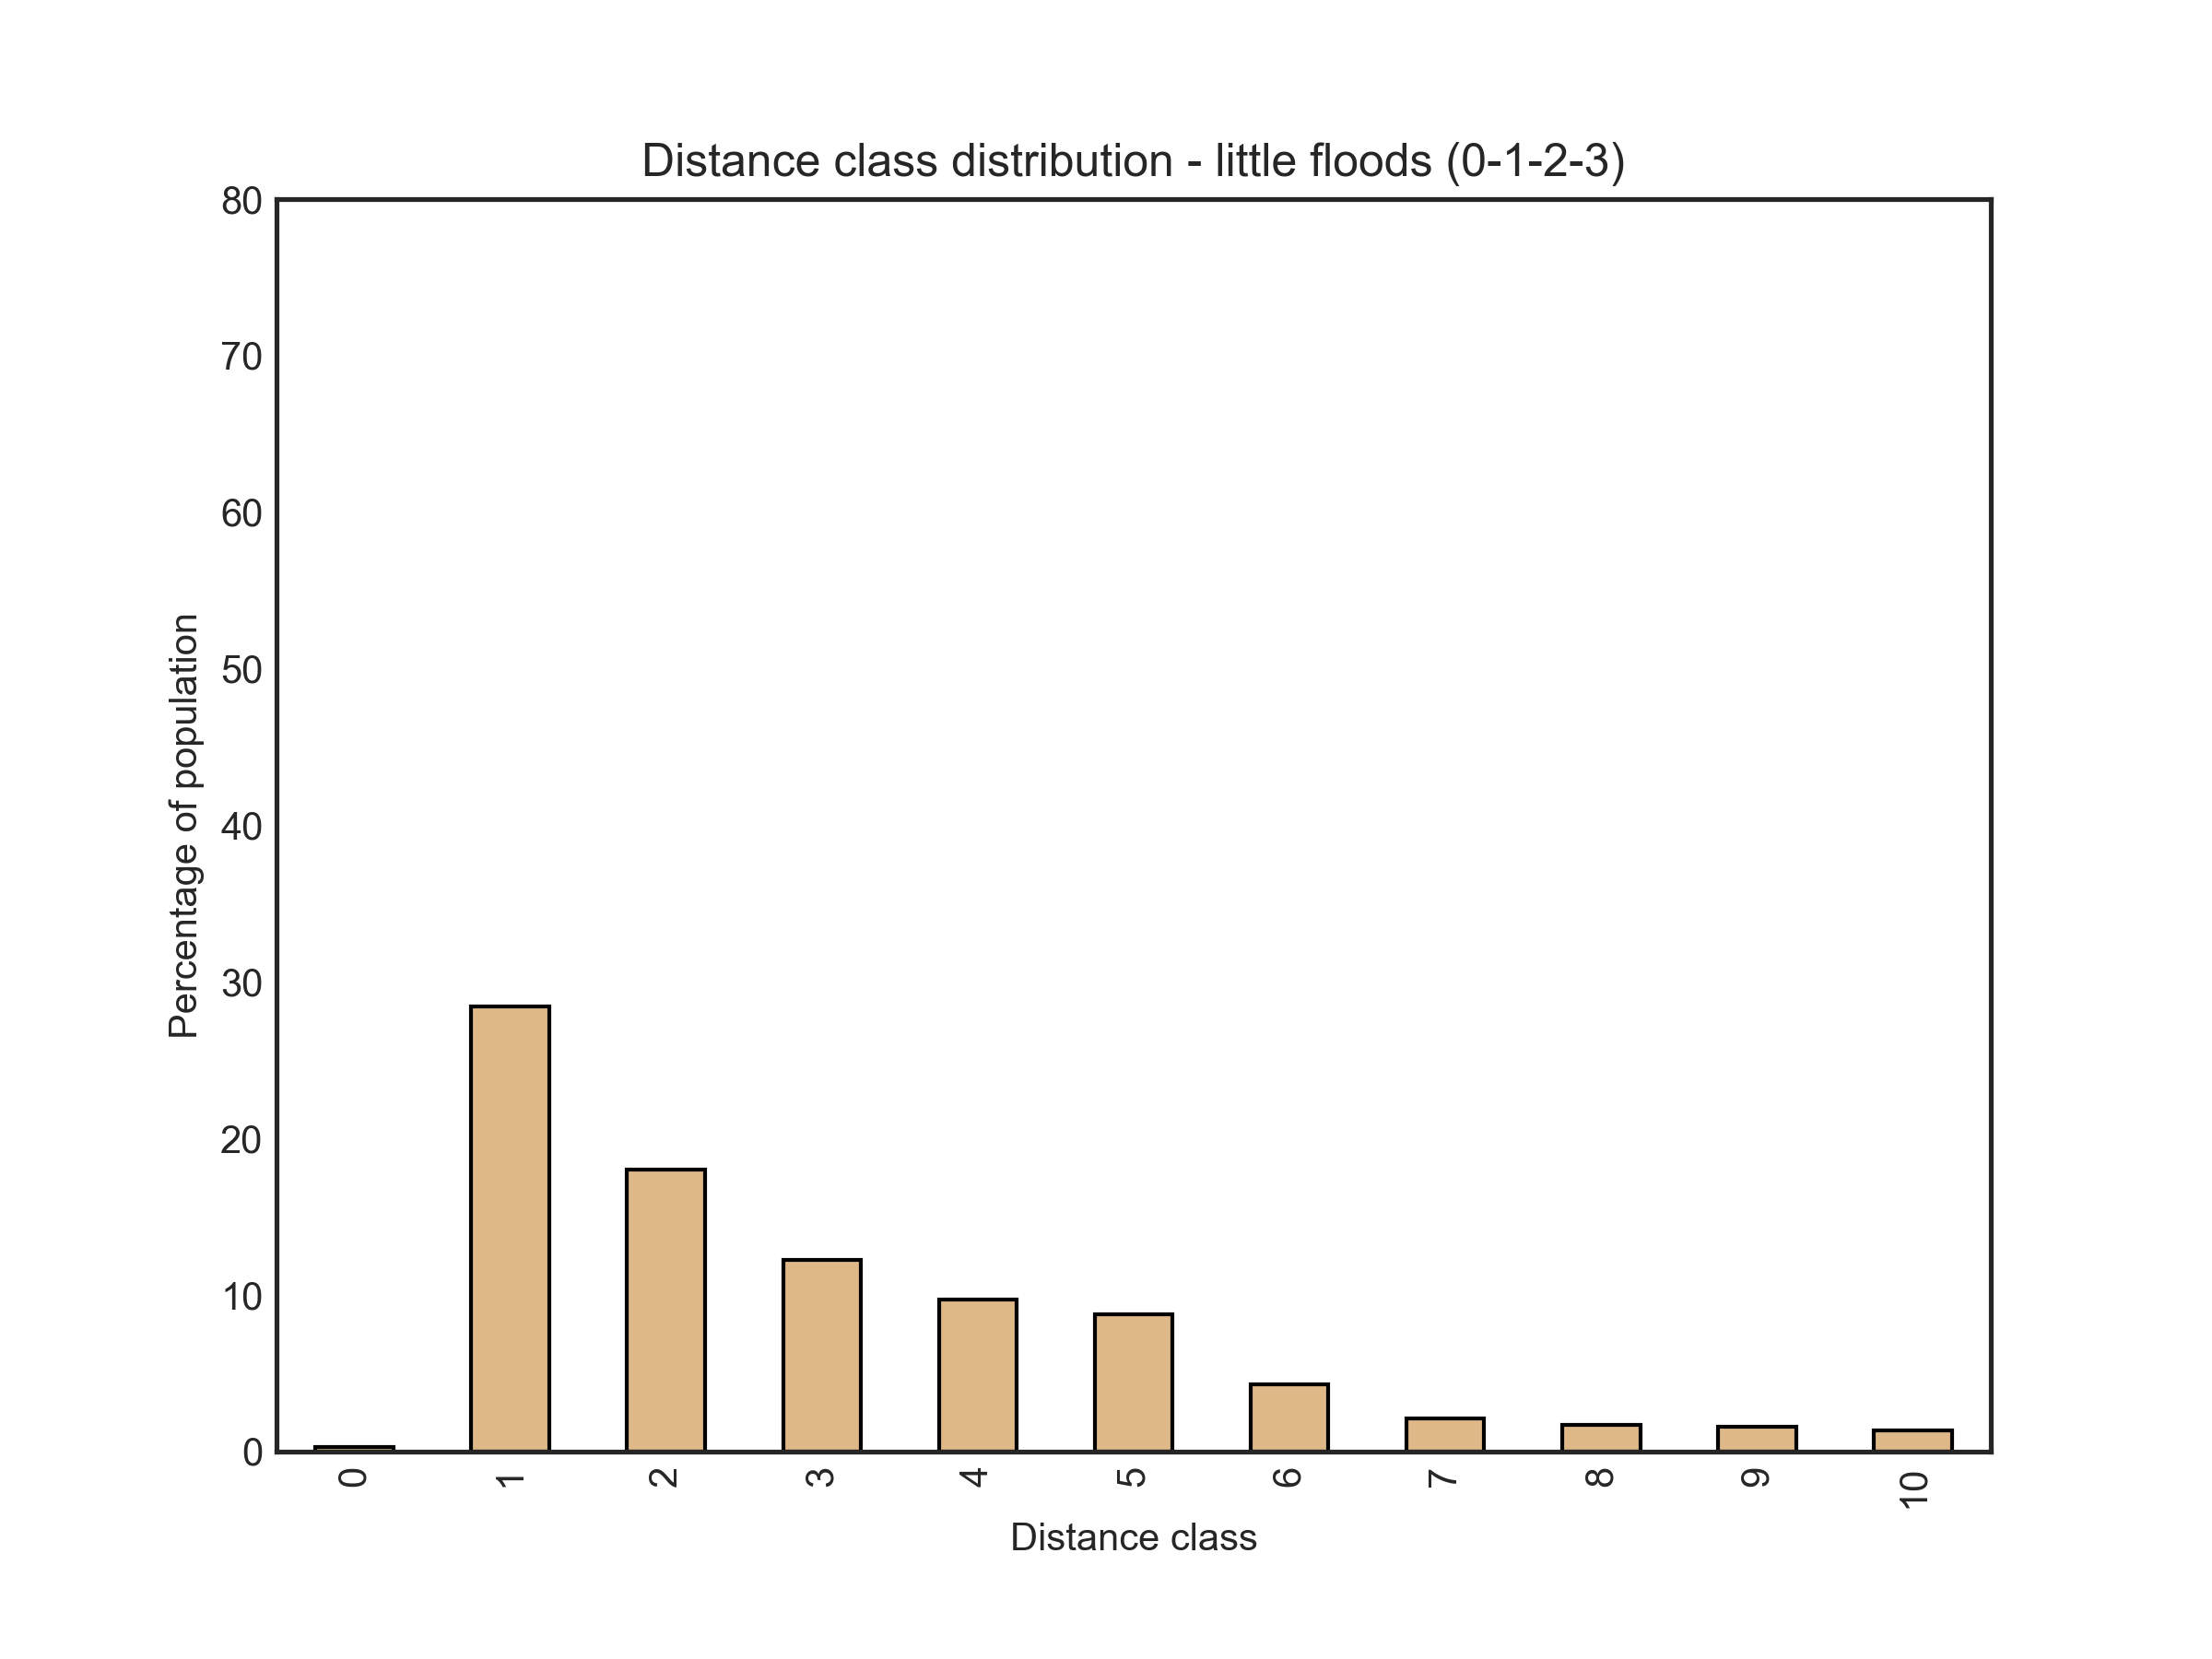 Distance class distribution - little floods (0-1-2-3)
80
70
60
50
40
30
20
10
0
Percentage of population
0 1 2 3 4 5 6 7 8 9 10
Distance class